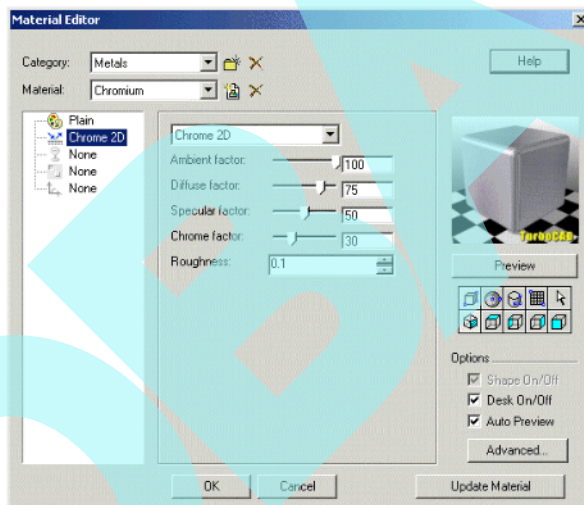 Material Editor
Category: Metals
Help
Material: Chromium
Plain
Chrome 2D
None
None
None
Chrome 2D
Ambient factor: 100
Diffuse factor: 75
Specular factor: 50
Chrome factor: 30
Roughness: 0.1
TurboCAD
Preview
Options
Shape On/Off
Desk On/Off
Auto Preview
Advanced...
OK
Cancel
Update Material